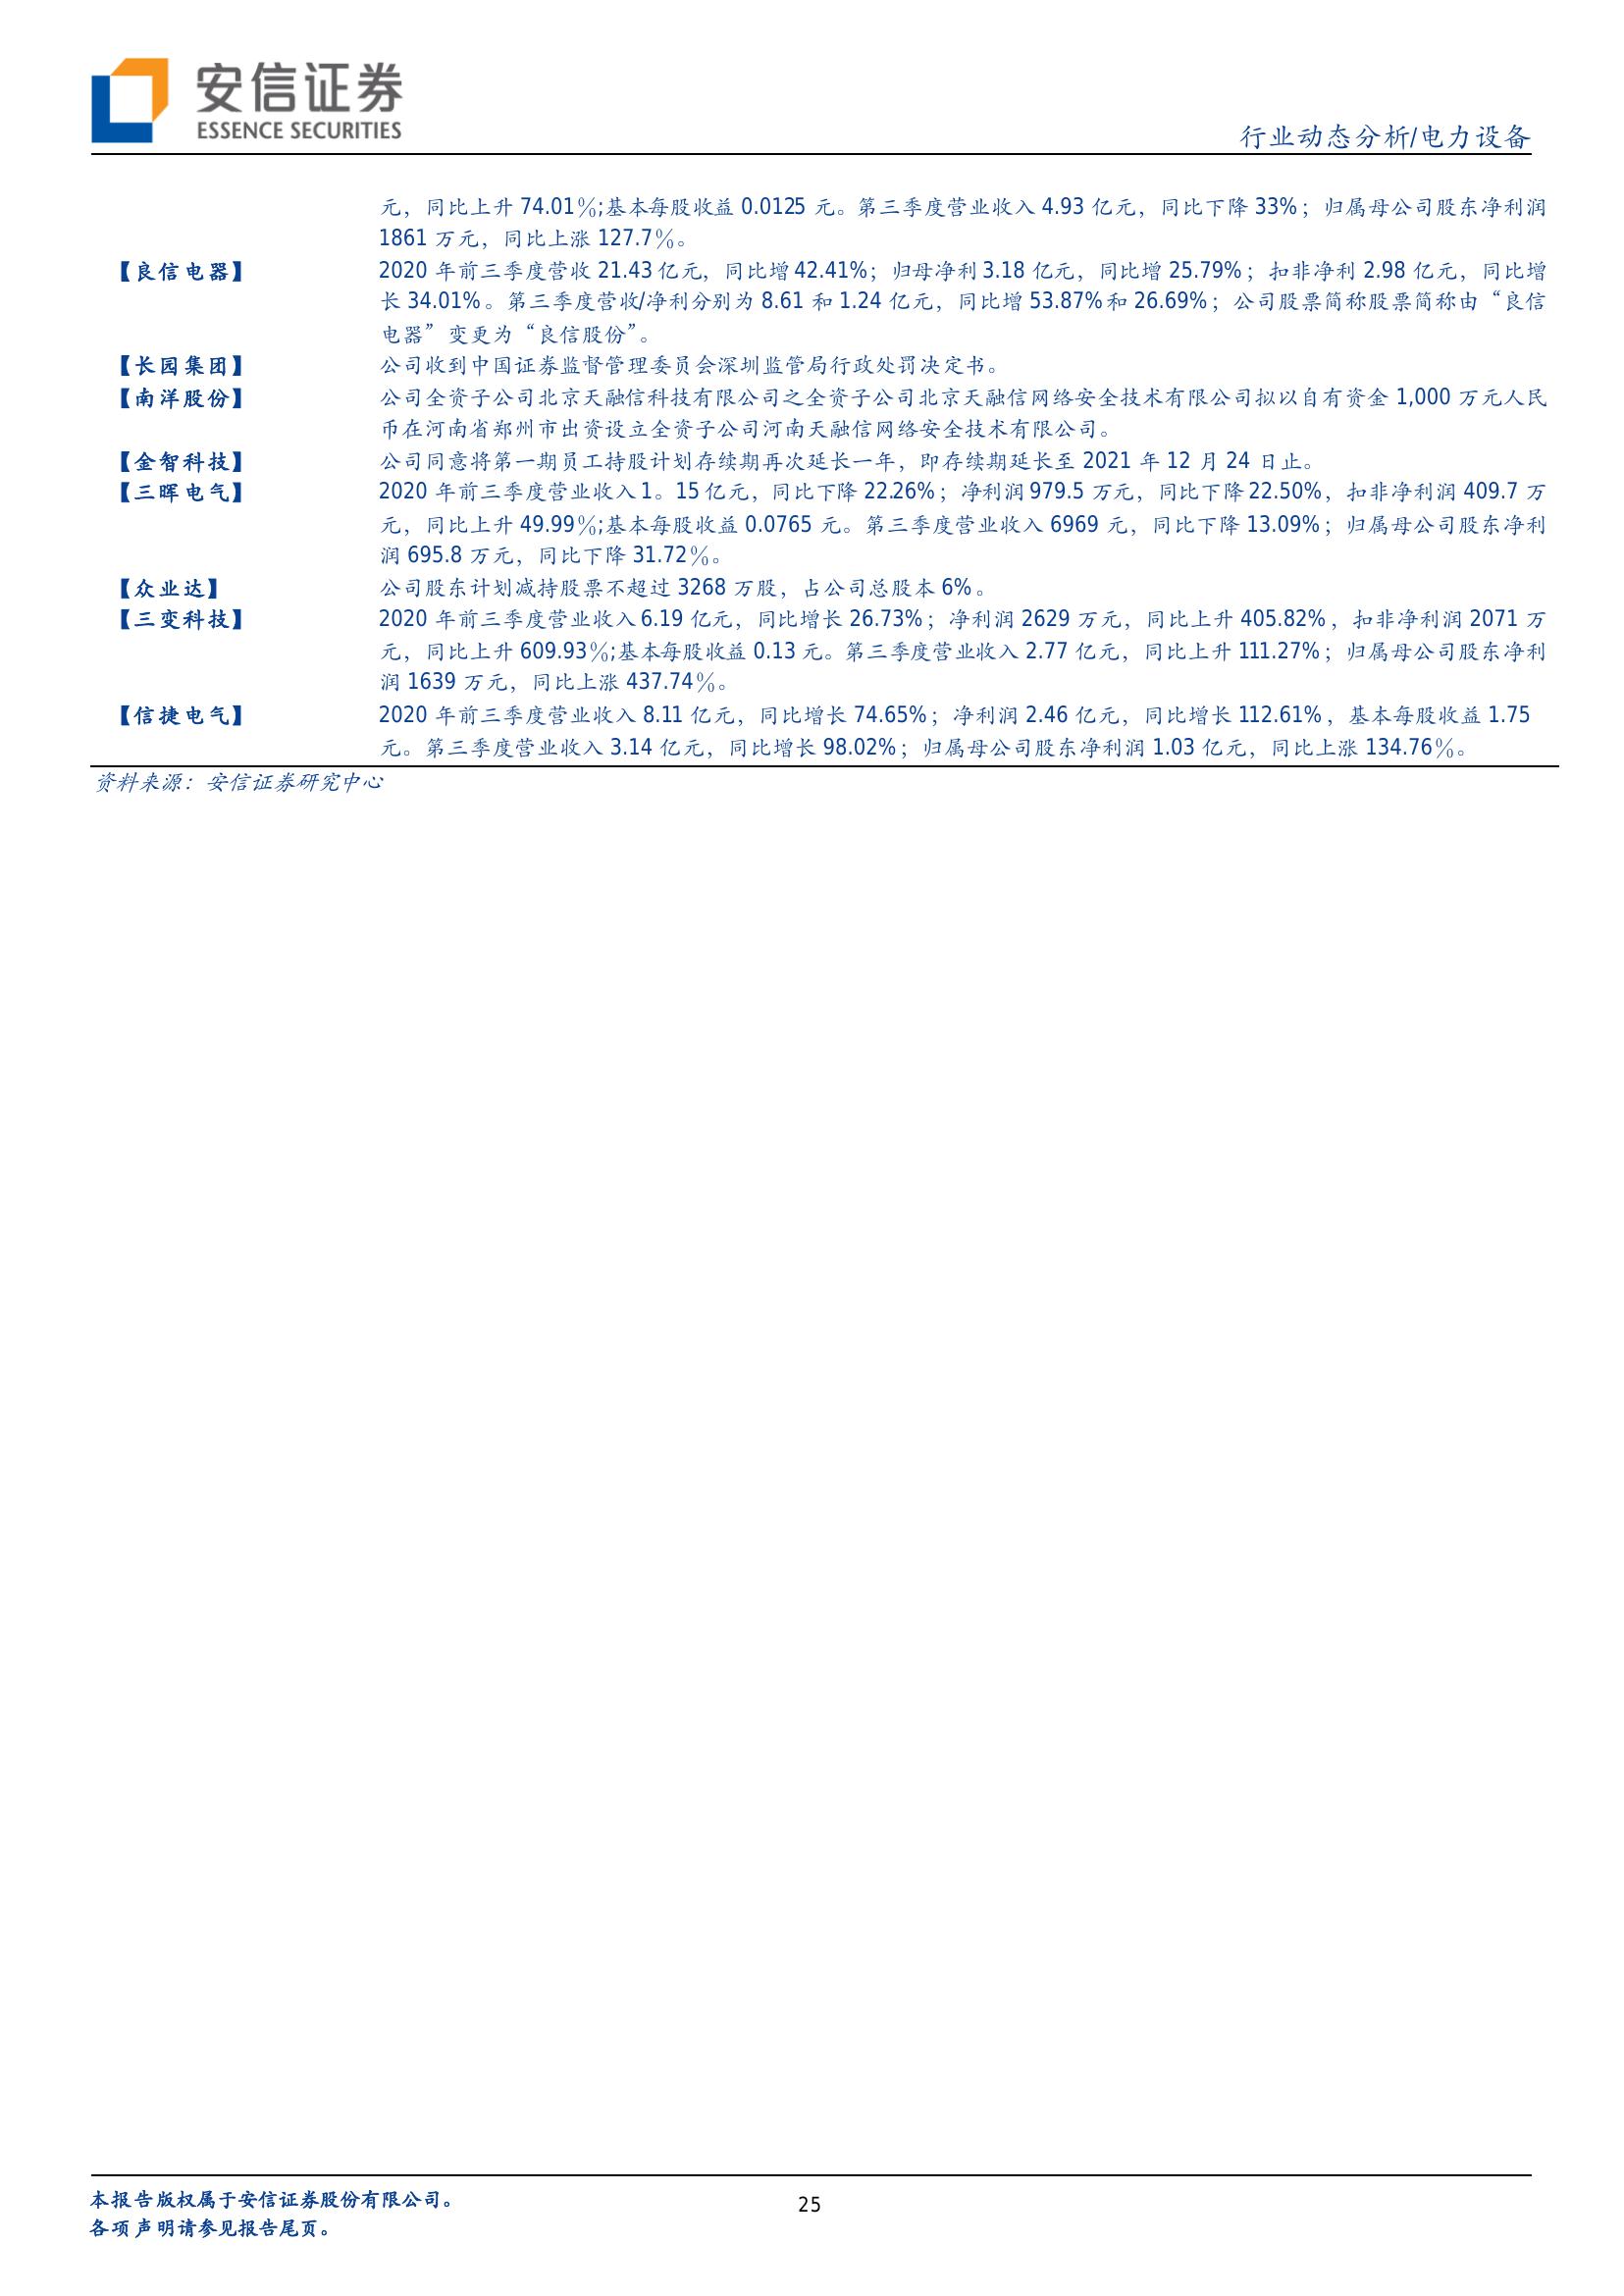 安信证券
ESSENCE SECURITIES
行业动态分析/电力设备
元，同比上升 74.01％;基本每股收益 0.0125 元。第三季度营业收入 4.93 亿元，同比下降 33%；归属母公司股东净利润
1861 万元，同比上涨 127.7％。
【良信电器】 2020 年前三季度营收 21.43 亿元，同比增 42.41%；归母净利 3.18 亿元，同比增 25.79%；扣非净利 2.98 亿元，同比增
长 34.01%。第三季度营收/净利分别为 8.61 和 1.24 亿元，同比增 53.87%和 26.69%；公司股票简称股票简称由“良信
电器”变更为“良信股份”。
【长园集团】 公司收到中国证券监督管理委员会深圳监管局行政处罚决定书。
【南洋股份】 公司全资子公司北京天融信科技有限公司之全资子公司北京天融信网络安全技术有限公司拟以自有资金 1,000 万元人民
币在河南省郑州市出资设立全资子公司河南天融信网络安全技术有限公司。
【金智科技】 公司同意将第一期员工持股计划存续期再次延长一年，即存续期延长至 2021 年 12 月 24 日止。
【三晖电气】 2020 年前三季度营业收入 1。15 亿元，同比下降 22.26%；净利润 979.5 万元，同比下降 22.50%，扣非净利润 409.7 万
元，同比上升 49.99％;基本每股收益 0.0765 元。第三季度营业收入 6969 元，同比下降 13.09%；归属母公司股东净利
润 695.8 万元，同比下降 31.72％。
【众业达】 公司股东计划减持股票不超过 3268 万股，占公司总股本 6%。
【三变科技】 2020 年前三季度营业收入 6.19 亿元，同比增长 26.73%；净利润 2629 万元，同比上升 405.82%，扣非净利润 2071 万
元，同比上升 609.93％;基本每股收益 0.13 元。第三季度营业收入 2.77 亿元，同比上升 111.27%；归属母公司股东净利
润 1639 万元，同比上涨 437.74％。
【信捷电气】 2020 年前三季度营业收入 8.11 亿元，同比增长 74.65%；净利润 2.46 亿元，同比增长 112.61%，基本每股收益 1.75
元。第三季度营业收入 3.14 亿元，同比增长 98.02%；归属母公司股东净利润 1.03 亿元，同比上涨 134.76％。
资料来源：安信证券研究中心
本报告版权属于安信证券股份有限公司。
各项声明请参见报告尾页。
25